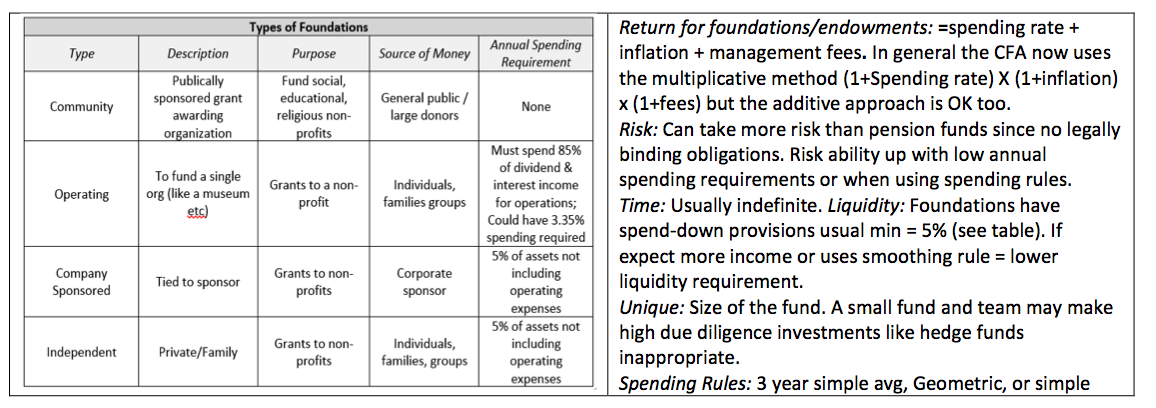 Types of Foundations
Type
Description
Purpose
Source of Money
Annual Spending
Requirement
Community
Publically
sponsored grant
awarding
organization
Fund social,
educational,
religious non-
profits
General public /
large donors
None
Operating
To fund a single
org (like a museum
etc)
Grants to a non-
profit
Individuals,
families groups
Must spend 85%
of dividend &
interest income
for operations;
Could have 3.35%
spending required
Company
Sponsored
Tied to sponsor
Grants to non-
profits
Corporate
sponsor
5% of assets not
including
operating
expenses
Independent
Private/Family
Grants to non-
profits
Individuals,
families, groups
5% of assets not
including
operating
expenses
Return for foundations/endowments: =spending rate +
inflation + management fees. In general the CFA now uses
the multiplicative method (1+Spending rate) X (1+inflation)
x (1+fees) but the additive approach is OK too.
Risk: Can take more risk than pension funds since no legally
binding obligations. Risk ability up with low annual
spending requirements or when using spending rules.
Time: Usually indefinite. Liquidity: Foundations have
spend-down provisions usual min = 5% (see table). If
expect more income or uses smoothing rule = lower
liquidity requirement.
Unique: Size of the fund. A small fund and team may make
high due diligence investments like hedge funds
inappropriate.
Spending Rules: 3 year simple avg, Geometric, or simple